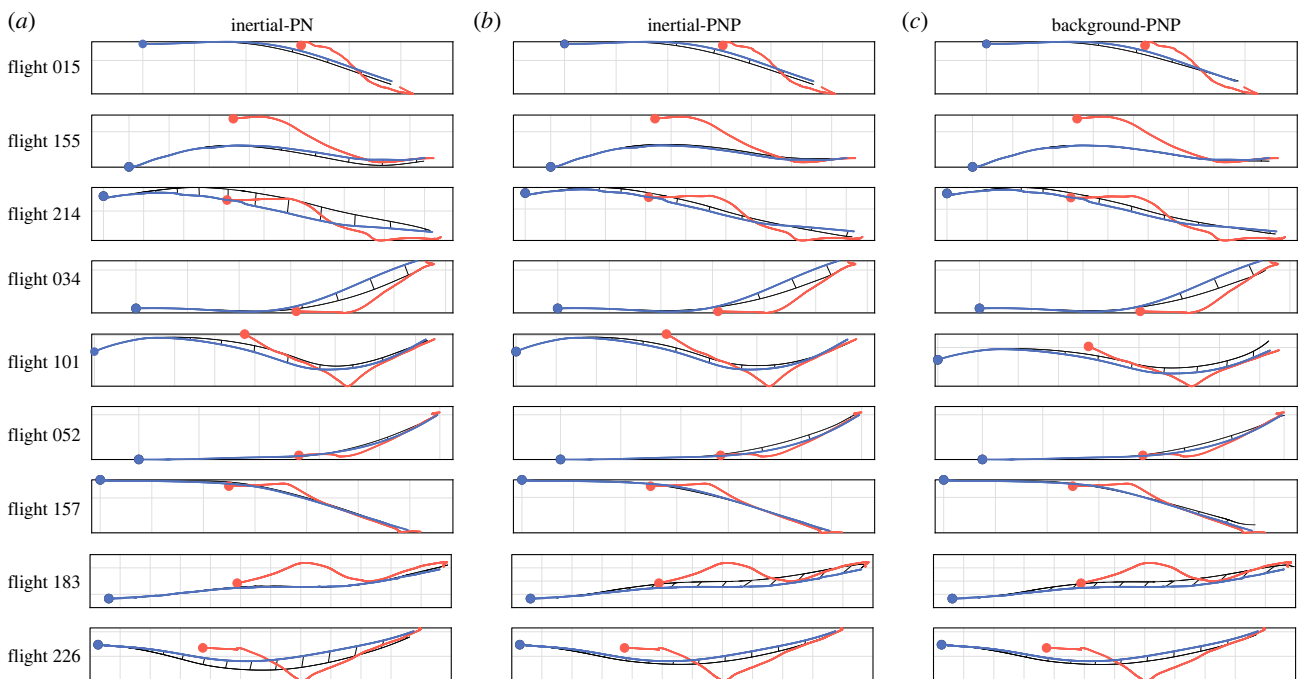 (a) inertial-PN (b) inertial-PNP (c) background-PNP
flight 015
flight 155
flight 214
flight 034
flight 101
flight 052
flight 157
flight 183
flight 226